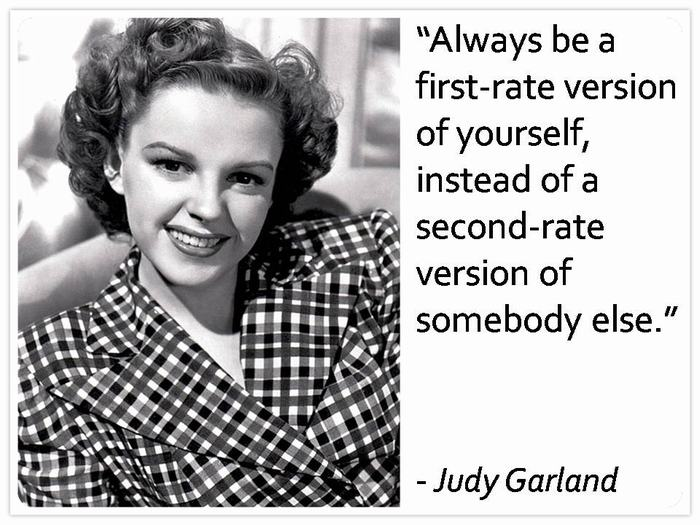 “Always be a
first-rate version
of yourself,
instead of a
second-rate
version of
somebody else.”
- Judy Garland